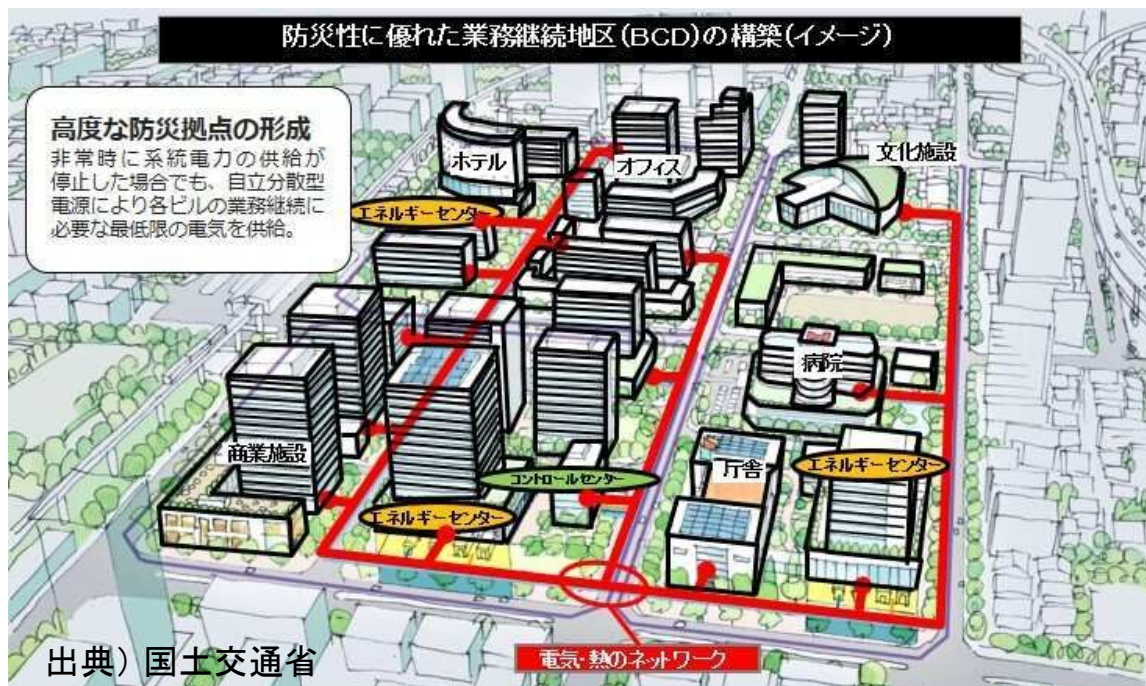 防災性に優れた業務継続地区(BCD)の構築(イメージ)
高度な防災拠点の形成
非常時に系統電力の供給が
停止した場合でも、自立分散型
電源により各ビルの業務継続に
必要な最低限の電気を供給。
ホテル
オフィス
文化施設
エネルギーセンター
病院
商業施設
コントロールセンター
庁舎
エネルギーセンター
エネルギーセンター
電気・熱のネットワーク
出典)国土交通省